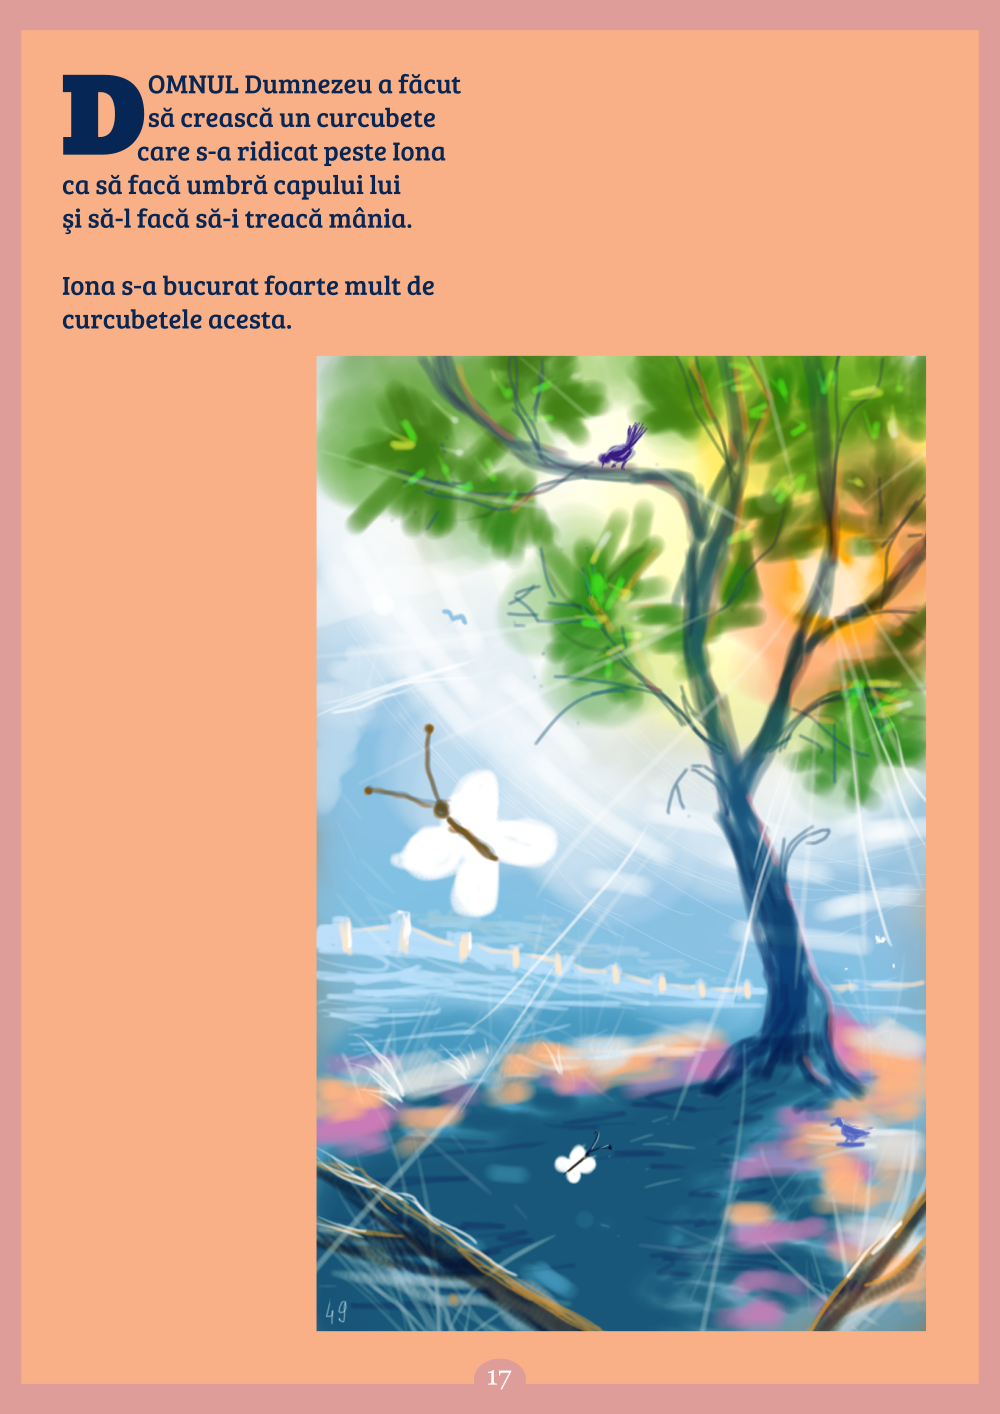 DOMNUL Dumnezeu a făcut
să crească un curcubete
care s-a ridicat peste Iona
ca să facă umbră capului lui
şi să-l facă să-i treacă mânia.
Iona s-a bucurat foarte mult de
curcubetele acesta.
49
17